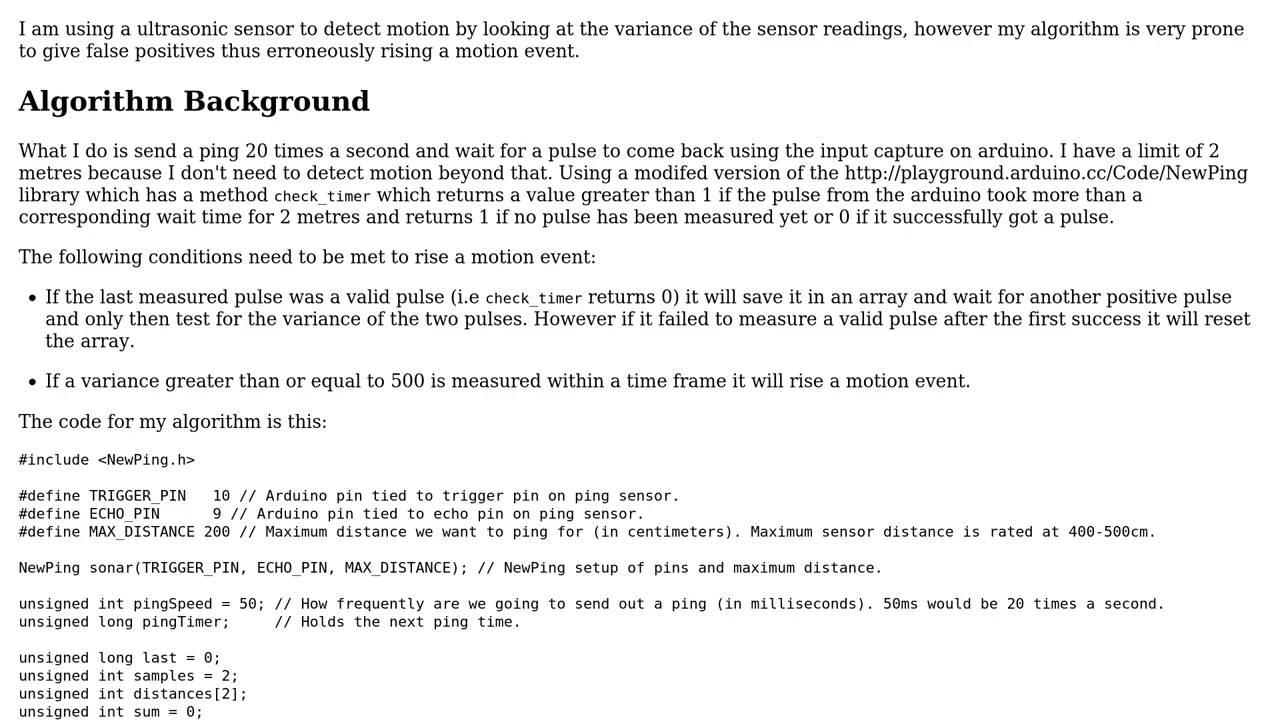 I am using a ultrasonic sensor to detect motion by looking at the variance of the sensor readings, however my algorithm is very prone
to give false positives thus erroneously rising a motion event.
Algorithm Background
What I do is send a ping 20 times a second and wait for a pulse to come back using the input capture on arduino. I have a limit of 2
metres because I don't need to detect motion beyond that. Using a modifed version of the http://playground.arduino.cc/Code/NewPing
library which has a method check_timer which returns a value greater than 1 if the pulse from the arduino took more than a
corresponding wait time for 2 metres and returns 1 if no pulse has been measured yet or 0 if it successfully got a pulse.
The following conditions need to be met to rise a motion event:
• If the last measured pulse was a valid pulse (i.e check_timer returns 0) it will save it in an array and wait for another positive pulse
and only then test for the variance of the two pulses. However if it failed to measure a valid pulse after the first success it will reset
the array.
• If a variance greater than or equal to 500 is measured within a time frame it will rise a motion event.
The code for my algorithm is this:
#include <NewPing.h>
#define TRIGGER_PIN   10 // Arduino pin tied to trigger pin on ping sensor.
#define ECHO_PIN      9 // Arduino pin tied to echo pin on ping sensor.
#define MAX_DISTANCE 200 // Maximum distance we want to ping for (in centimeters). Maximum sensor distance is rated at 400-500cm.
NewPing sonar(TRIGGER_PIN, ECHO_PIN, MAX_DISTANCE); // NewPing setup of pins and maximum distance.
unsigned int pingSpeed = 50; // How frequently are we going to send out a ping (in milliseconds). 50ms would be 20 times a second.
unsigned long pingTimer;     // Holds the next ping time.
unsigned long last = 0;
unsigned int samples = 2;
unsigned int distances[2];
unsigned int sum = 0;